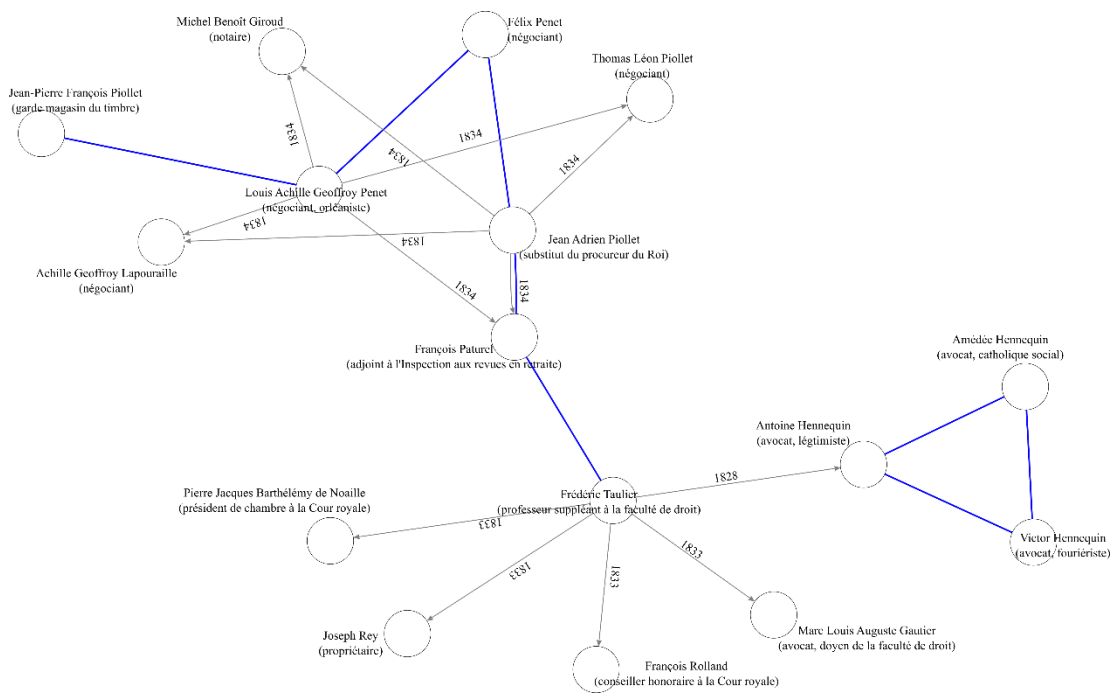 Michel Benoît Giroud
(notaire)
Félix Penet
(négociant)
Thomas Léon Piollet
(négociant)
Jean-Pierre François Piollet
(garde magasin du timbre)
1834
1834
1834
1834
Louis Achille Geoffroy Penet
(négociant, orléaniste)
1834
1834
Jean Adrien Piollet
(substitut du procureur du Roi)
Achille Geoffroy Lapouraille
(négociant)
1834
1834
François Paturel
(adjoint à l'Inspection aux revues en retraite)
Amédée Hennequin
(avocat, catholique social)
Antoine Hennequin
(avocat, légtimiste)
1828
Pierre Jacques Barthélémy de Noaille
(président de chambre à la Cour royale)
Frédéric Taulier
(professeur suppléant à la faculté de droit)
1833
Victor Hennequin
(avocat, fouriériste)
1833
1833
1833
Joseph Rey
(propriétaire)
Marc Louis Auguste Gautier
(avocat, doyen de la faculté de droit)
François Rolland
(conseiller honoraire à la Cour royale)